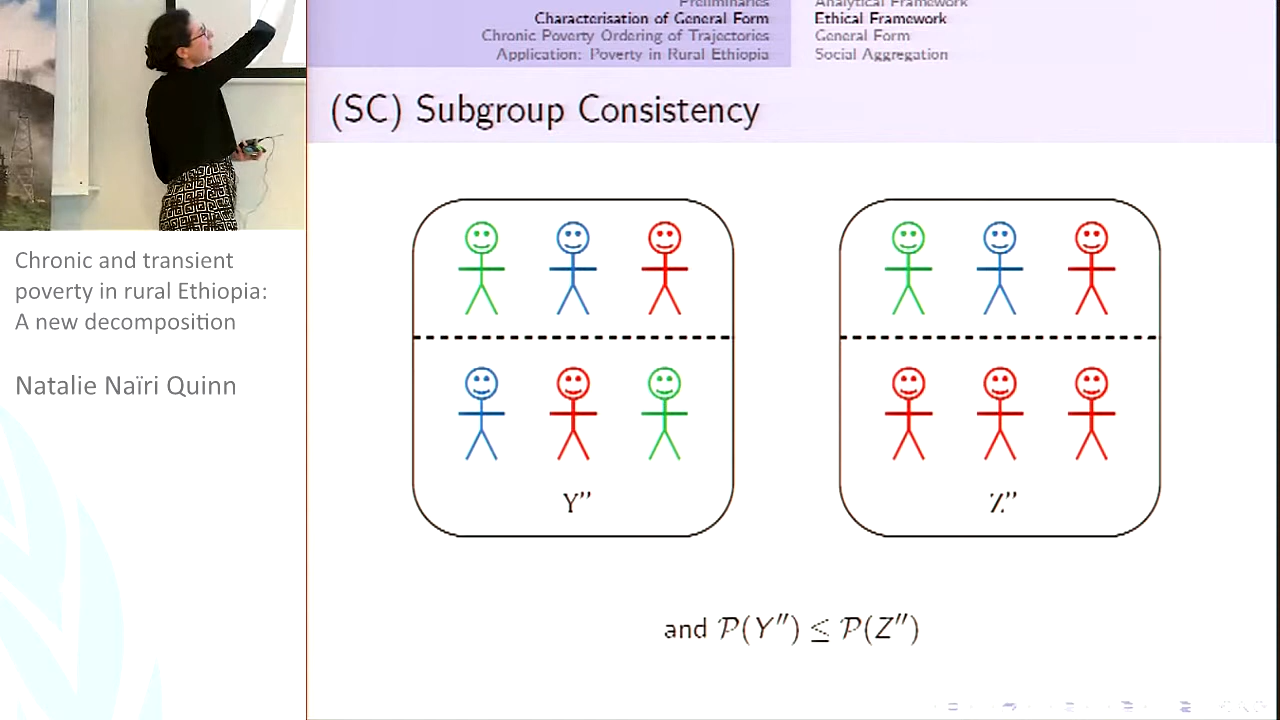 Preliminaries
Characterisation of General Form
Chronic Poverty Ordering of Trajectories
Application: Poverty in Rural Ethiopia
Analytical Framework
Ethical Framework
General Form
Social Aggregation
(SC) Subgroup Consistency
Y”
Z”
and P(Y″) ≤ P(Z″)
Chronic and transient
poverty in rural Ethiopia:
A new decomposition
Natalie Naïri Quinn